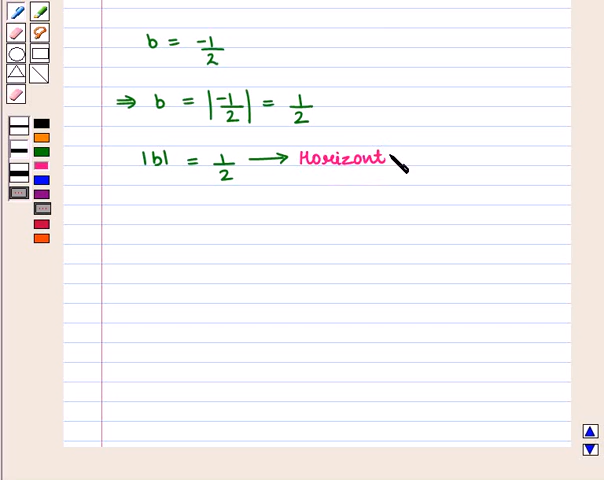 b = -1/2
⇒ b = |-1/2| = 1/2
|b| = 1/2 → Horizont